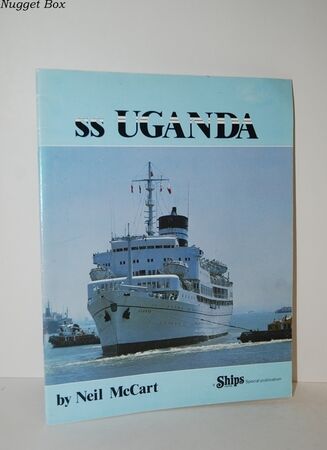 Nugget Box
SS UGANDA
by Neil McCart
A Ships Special publication